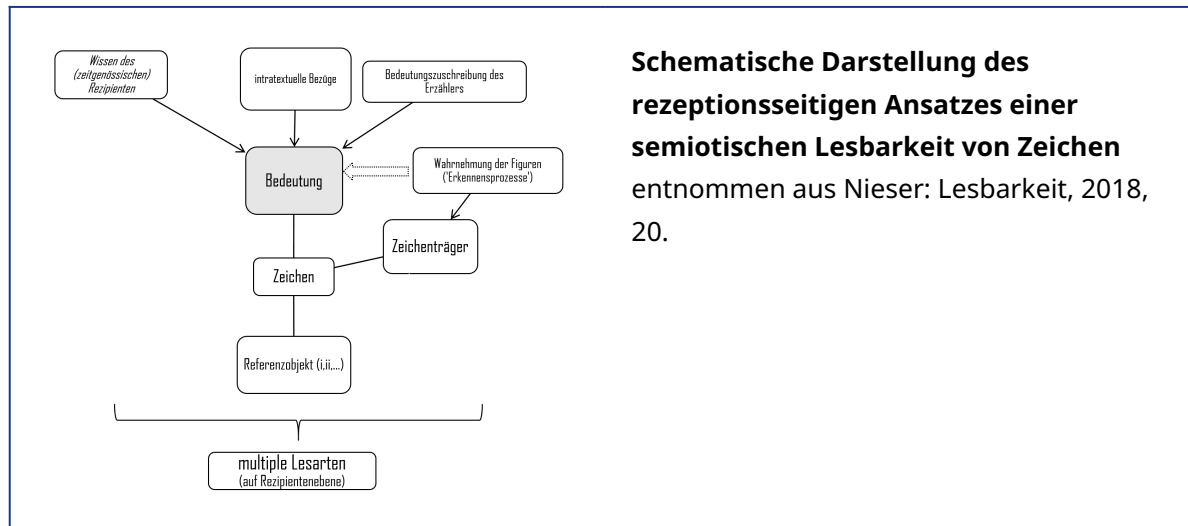 Wissen des
(zeitgenössischen)
Rezipienten
intratextuelle Bezüge
Bedeutungszuschreibung des
Erzählers
Bedeutung
Wahrnehmung der Figuren
('Erkennensprozesse')
Zeichenträger
Zeichen
Referenzobjekt (i,ii,...)
multiple Lesarten
(auf Rezipientenebene)
Schematische Darstellung des
rezeptionsseitigen Ansatzes einer
semiotischen Lesbarkeit von Zeichen
entnommen aus Nieser: Lesbarkeit, 2018,
20.